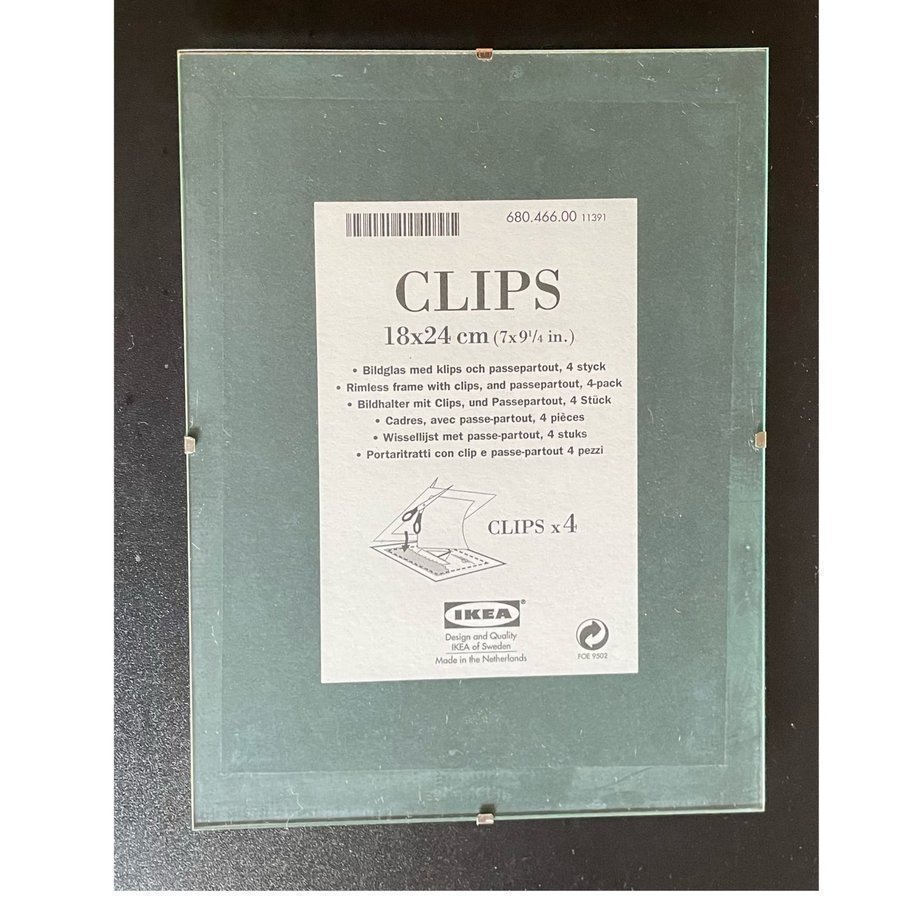 680.466.00 11391
CLIPS
18x24 cm (7x9¼ in.)
• Bildglas med klips och passepartout, 4 styck
• Rimless frame with clips, and passepartout, 4-pack
• Bildhalter mit Clips, und Passepartout, 4 Stück
• Cadres, avec passe-partout, 4 pièces
• Wissellijst met passe-partout, 4 stuks
• Portaritratti con clip e passe-partout 4 pezzi
CLIPS x 4
IKEA®
Design and Quality
IKEA of Sweden
Made in the Netherlands
FOE 9502